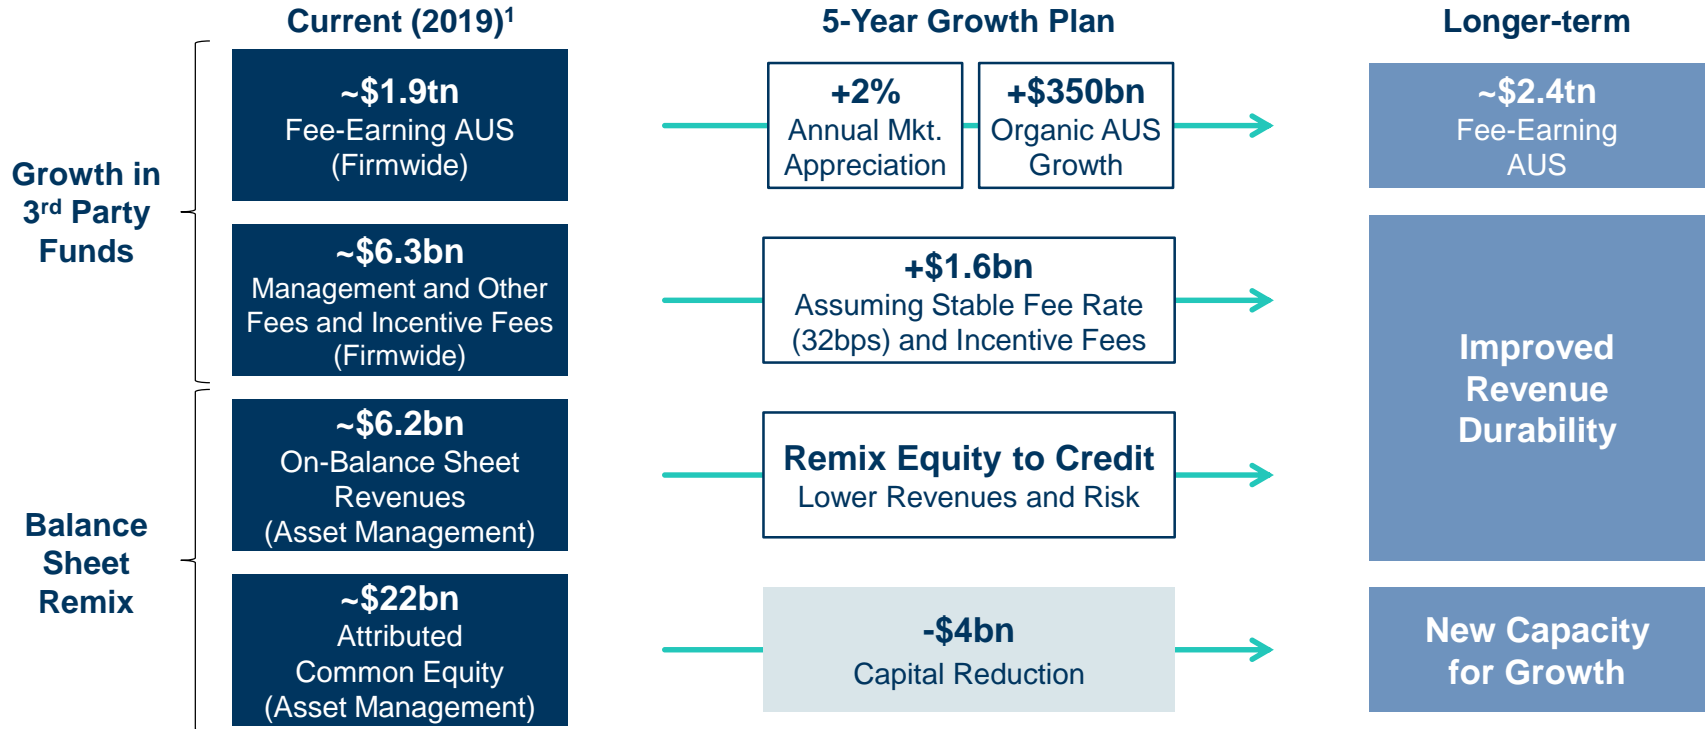 Current (2019)1
5-Year Growth Plan
Longer-term
Growth in
3rd Party
Funds
~$1.9tn
Fee-Earning AUS
(Firmwide)
+2%
Annual Mkt.
Appreciation
+$350bn
Organic AUS
Growth
~$2.4tn
Fee-Earning
AUS
~$6.3bn
Management and Other
Fees and Incentive Fees
(Firmwide)
+$1.6bn
Assuming Stable Fee Rate
(32bps) and Incentive Fees
Improved
Revenue
Durability
Balance
Sheet
Remix
~$6.2bn
On-Balance Sheet
Revenues
(Asset Management)
Remix Equity to Credit
Lower Revenues and Risk
~$22bn
Attributed
Common Equity
(Asset Management)
-$4bn
Capital Reduction
New Capacity
for Growth